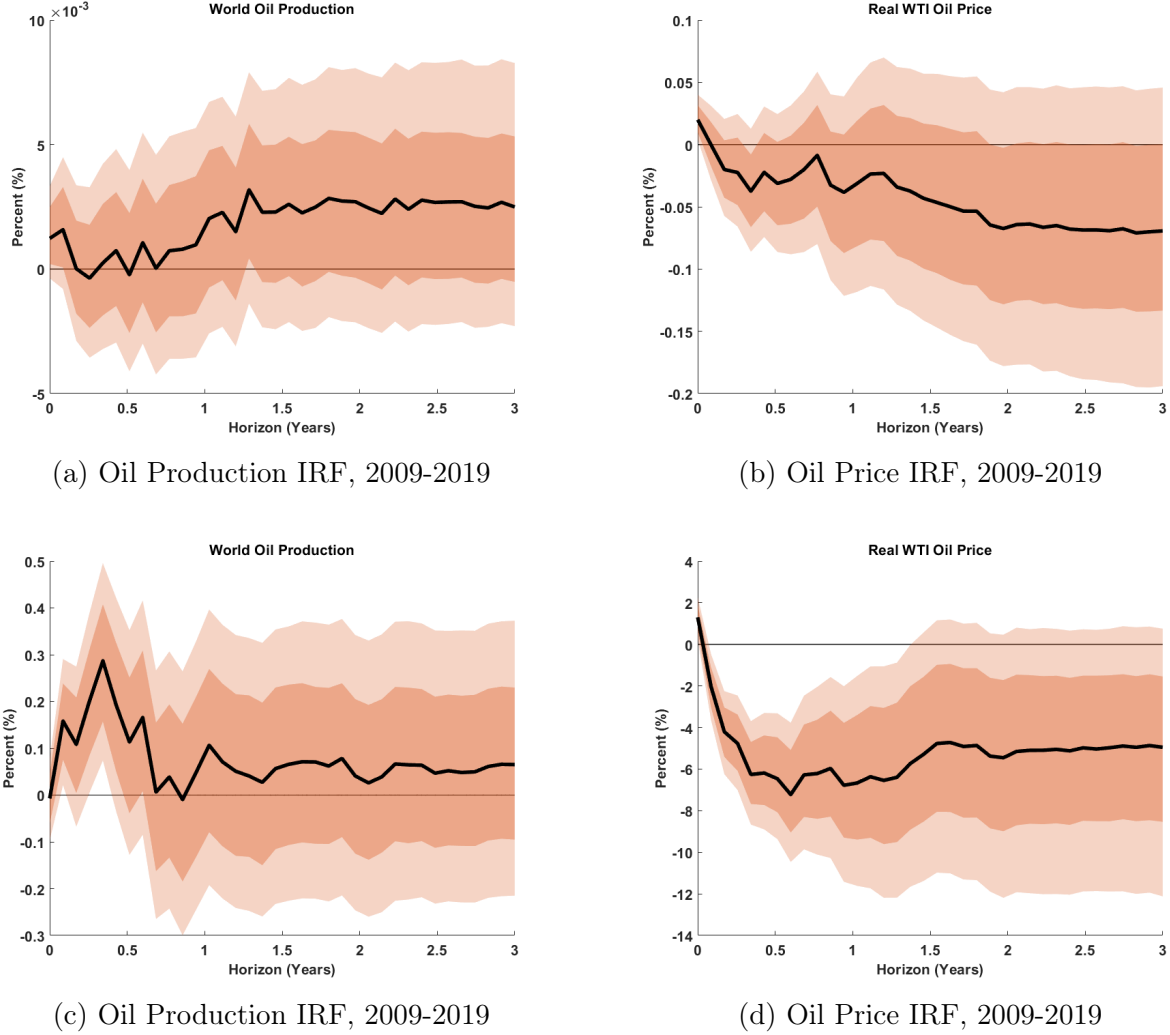 World Oil Production
×10-3
10
5
0
-5
Percent (%)
0 0.5 1 1.5 2 2.5 3
Horizon (Years)
(a) Oil Production IRF, 2009-2019
Real WTI Oil Price
0.1
0.05
0
-0.05
-0.1
-0.15
-0.2
Percent (%)
0 0.5 1 1.5 2 2.5 3
Horizon (Years)
(b) Oil Price IRF, 2009-2019
World Oil Production
0.5
0.4
0.3
0.2
0.1
0
-0.1
-0.2
-0.3
Percent (%)
0 0.5 1 1.5 2 2.5 3
Horizon (Years)
(c) Oil Production IRF, 2009-2019
Real WTI Oil Price
4
2
0
-2
-4
-6
-8
-10
-12
-14
Percent (%)
0 0.5 1 1.5 2 2.5 3
Horizon (Years)
(d) Oil Price IRF, 2009-2019